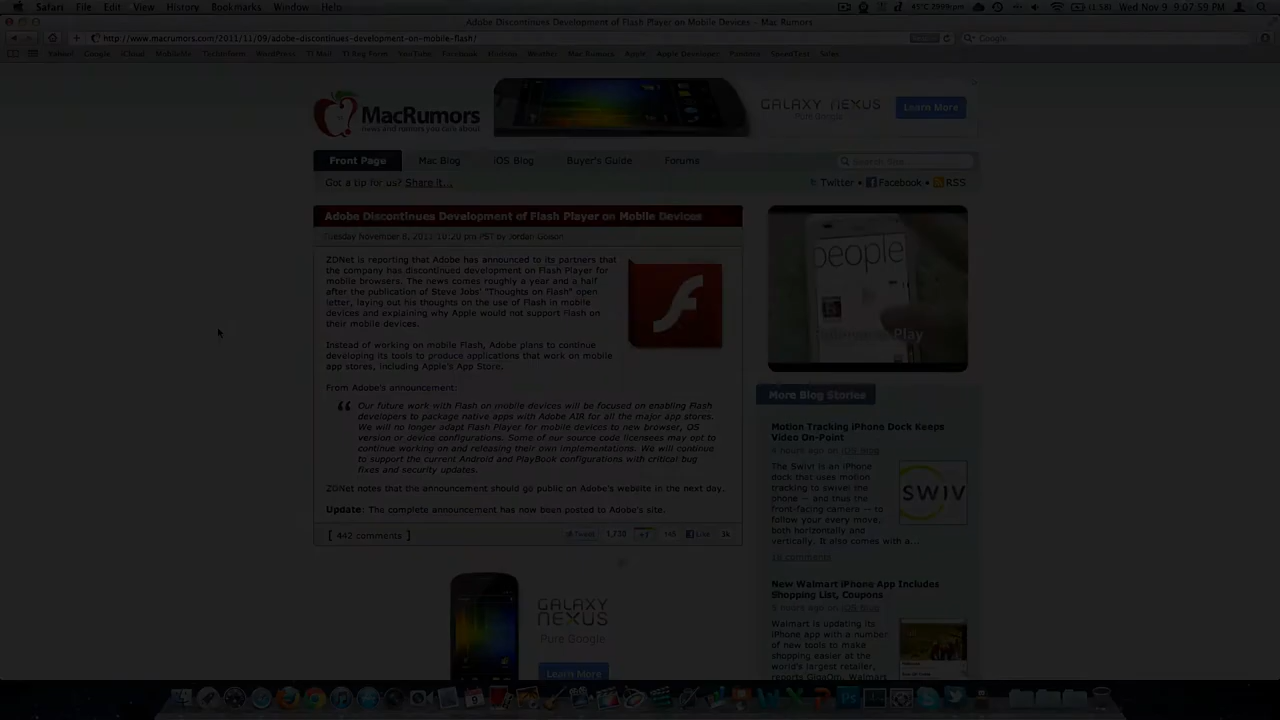 Safari File Edit View History Bookmarks Window Help
45°C 3999rpm
Wed Nov 9 9:07:59 PM
Adobe Discontinues Development of Flash Player on Mobile Devices – Mac Rumors
http://www.macrumors.com/2011/11/09/adobe-discontinues-development-on-mobile-flash/
Google
Google iCloud MobileMe WordPress YouTube Facebook Weather Mac Rumors Apple Apple Developer
MacRumors
news and rumors you care about
GALAXY NEXUS
Pure Google
Learn More
Front Page Mac Blog iOS Blog Buyer's Guide Forums
Search Site...
Got a tip for us? Share it...
Twitter • Facebook • RSS
Adobe Discontinues Development of Flash Player on Mobile Devices
Tuesday November 8, 2011 10:20 pm PST by Jordan Golson
ZDNet is reporting that Adobe has announced to its partners that
the company has discontinued development on Flash Player for
mobile browsers. The news comes roughly a year and a half
after the publication of Steve Jobs' "Thoughts on Flash" open
letter, laying out his thoughts on the use of Flash in mobile
devices and explaining why Apple would not support Flash on
their mobile devices.
Instead of working on mobile Flash, Adobe plans to continue
developing its tools to produce applications that work on mobile
app stores, including Apple's App Store.
From Adobe's announcement:
Our future work with Flash on mobile devices will be focused on enabling Flash
developers to package native apps with Adobe AIR for all the major app stores.
We will no longer adapt Flash Player for mobile devices to new browser, OS
version or device configurations. Some of our source code licensees may opt to
continue working on and releasing their own implementations. We will continue
to support the current Android and PlayBook configurations with critical bug
fixes and security updates.
ZDNet notes that the announcement should go public on Adobe's website in the next day.
Update: The complete announcement has now been posted to Adobe's site.
[ 442 comments ]
Tweet 1,738 +1 Like 3k
people
Play
More Blog Stories
Motion Tracking iPhone Dock Keeps
Video On-Point
4 hours ago on iOS Blog
The Swivl is an iPhone
dock that uses motion
tracking to swivel the
phone — and thus the
front-facing camera — to
follow your every move,
both horizontally and
vertically. It also comes with a...
comments
SWIV
New Walmart iPhone App Includes
Shopping List, Coupons
hours ago on iOS Blog
Walmart is updating its
iPhone app with a number
of new tools to make
shopping easier at the
world's largest retailer,
reports GigaOm. Walmart
GALAXY
NEXUS
Pure Google
Learn More